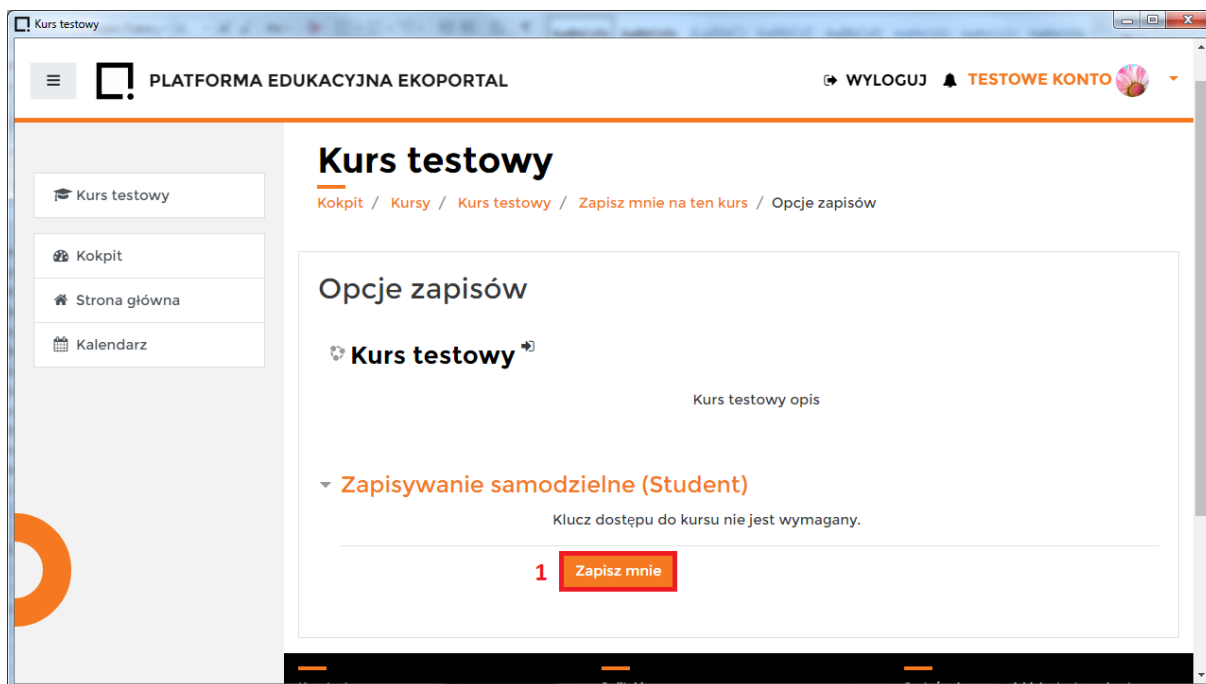 Kurs testowy
PLATFORMA EDUKACYJNA EKOPORTAL
WYLOGUJ TESTOWE KONTO
Kurs testowy
Kokpit / Kursy / Kurs testowy / Zapisz mnie na ten kurs / Opcje zapisów
Kurs testowy
Kokpit
Strona główna
Kalendarz
Opcje zapisów
Kurs testowy
Kurs testowy opis
Zapisywanie samodzielne (Student)
Klucz dostępu do kursu nie jest wymagany.
1 Zapisz mnie